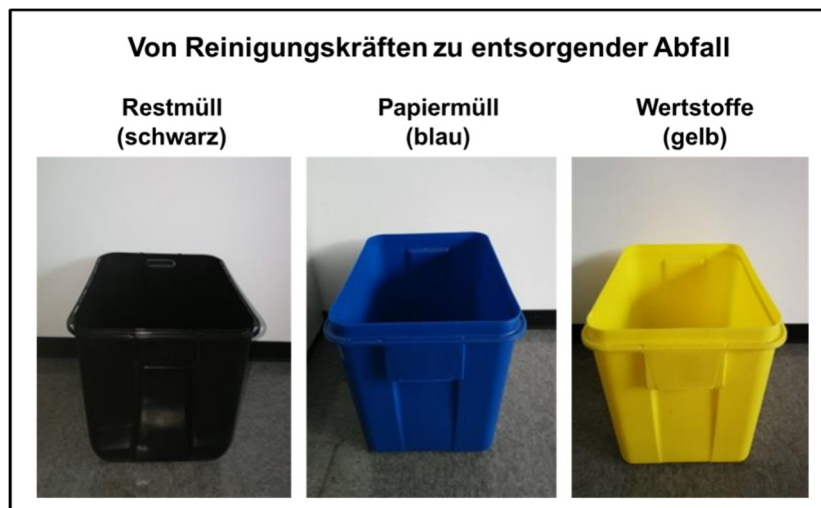 Von Reinigungskräften zu entsorgender Abfall
Restmüll
(schwarz)
Papiermüll
(blau)
Wertstoffe
(gelb)